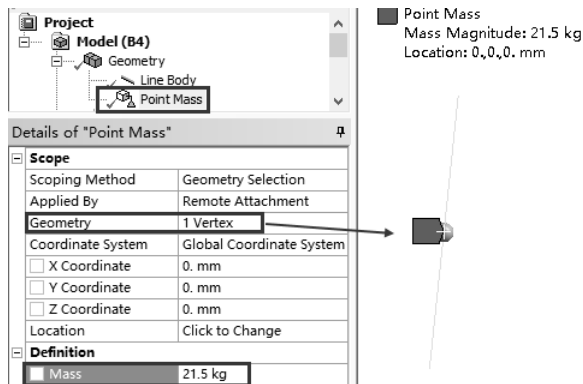 Project
Model (B4)
Geometry
Line Body
Point Mass
Details of "Point Mass"
Scope
Scoping Method Geometry Selection
Applied By Remote Attachment
Geometry 1 Vertex
Coordinate System Global Coordinate System
X Coordinate 0. mm
Y Coordinate 0. mm
Z Coordinate 0. mm
Location Click to Change
Definition
Mass 21.5 kg
Point Mass
Mass Magnitude: 21.5 kg
Location: 0.,0.,0. mm